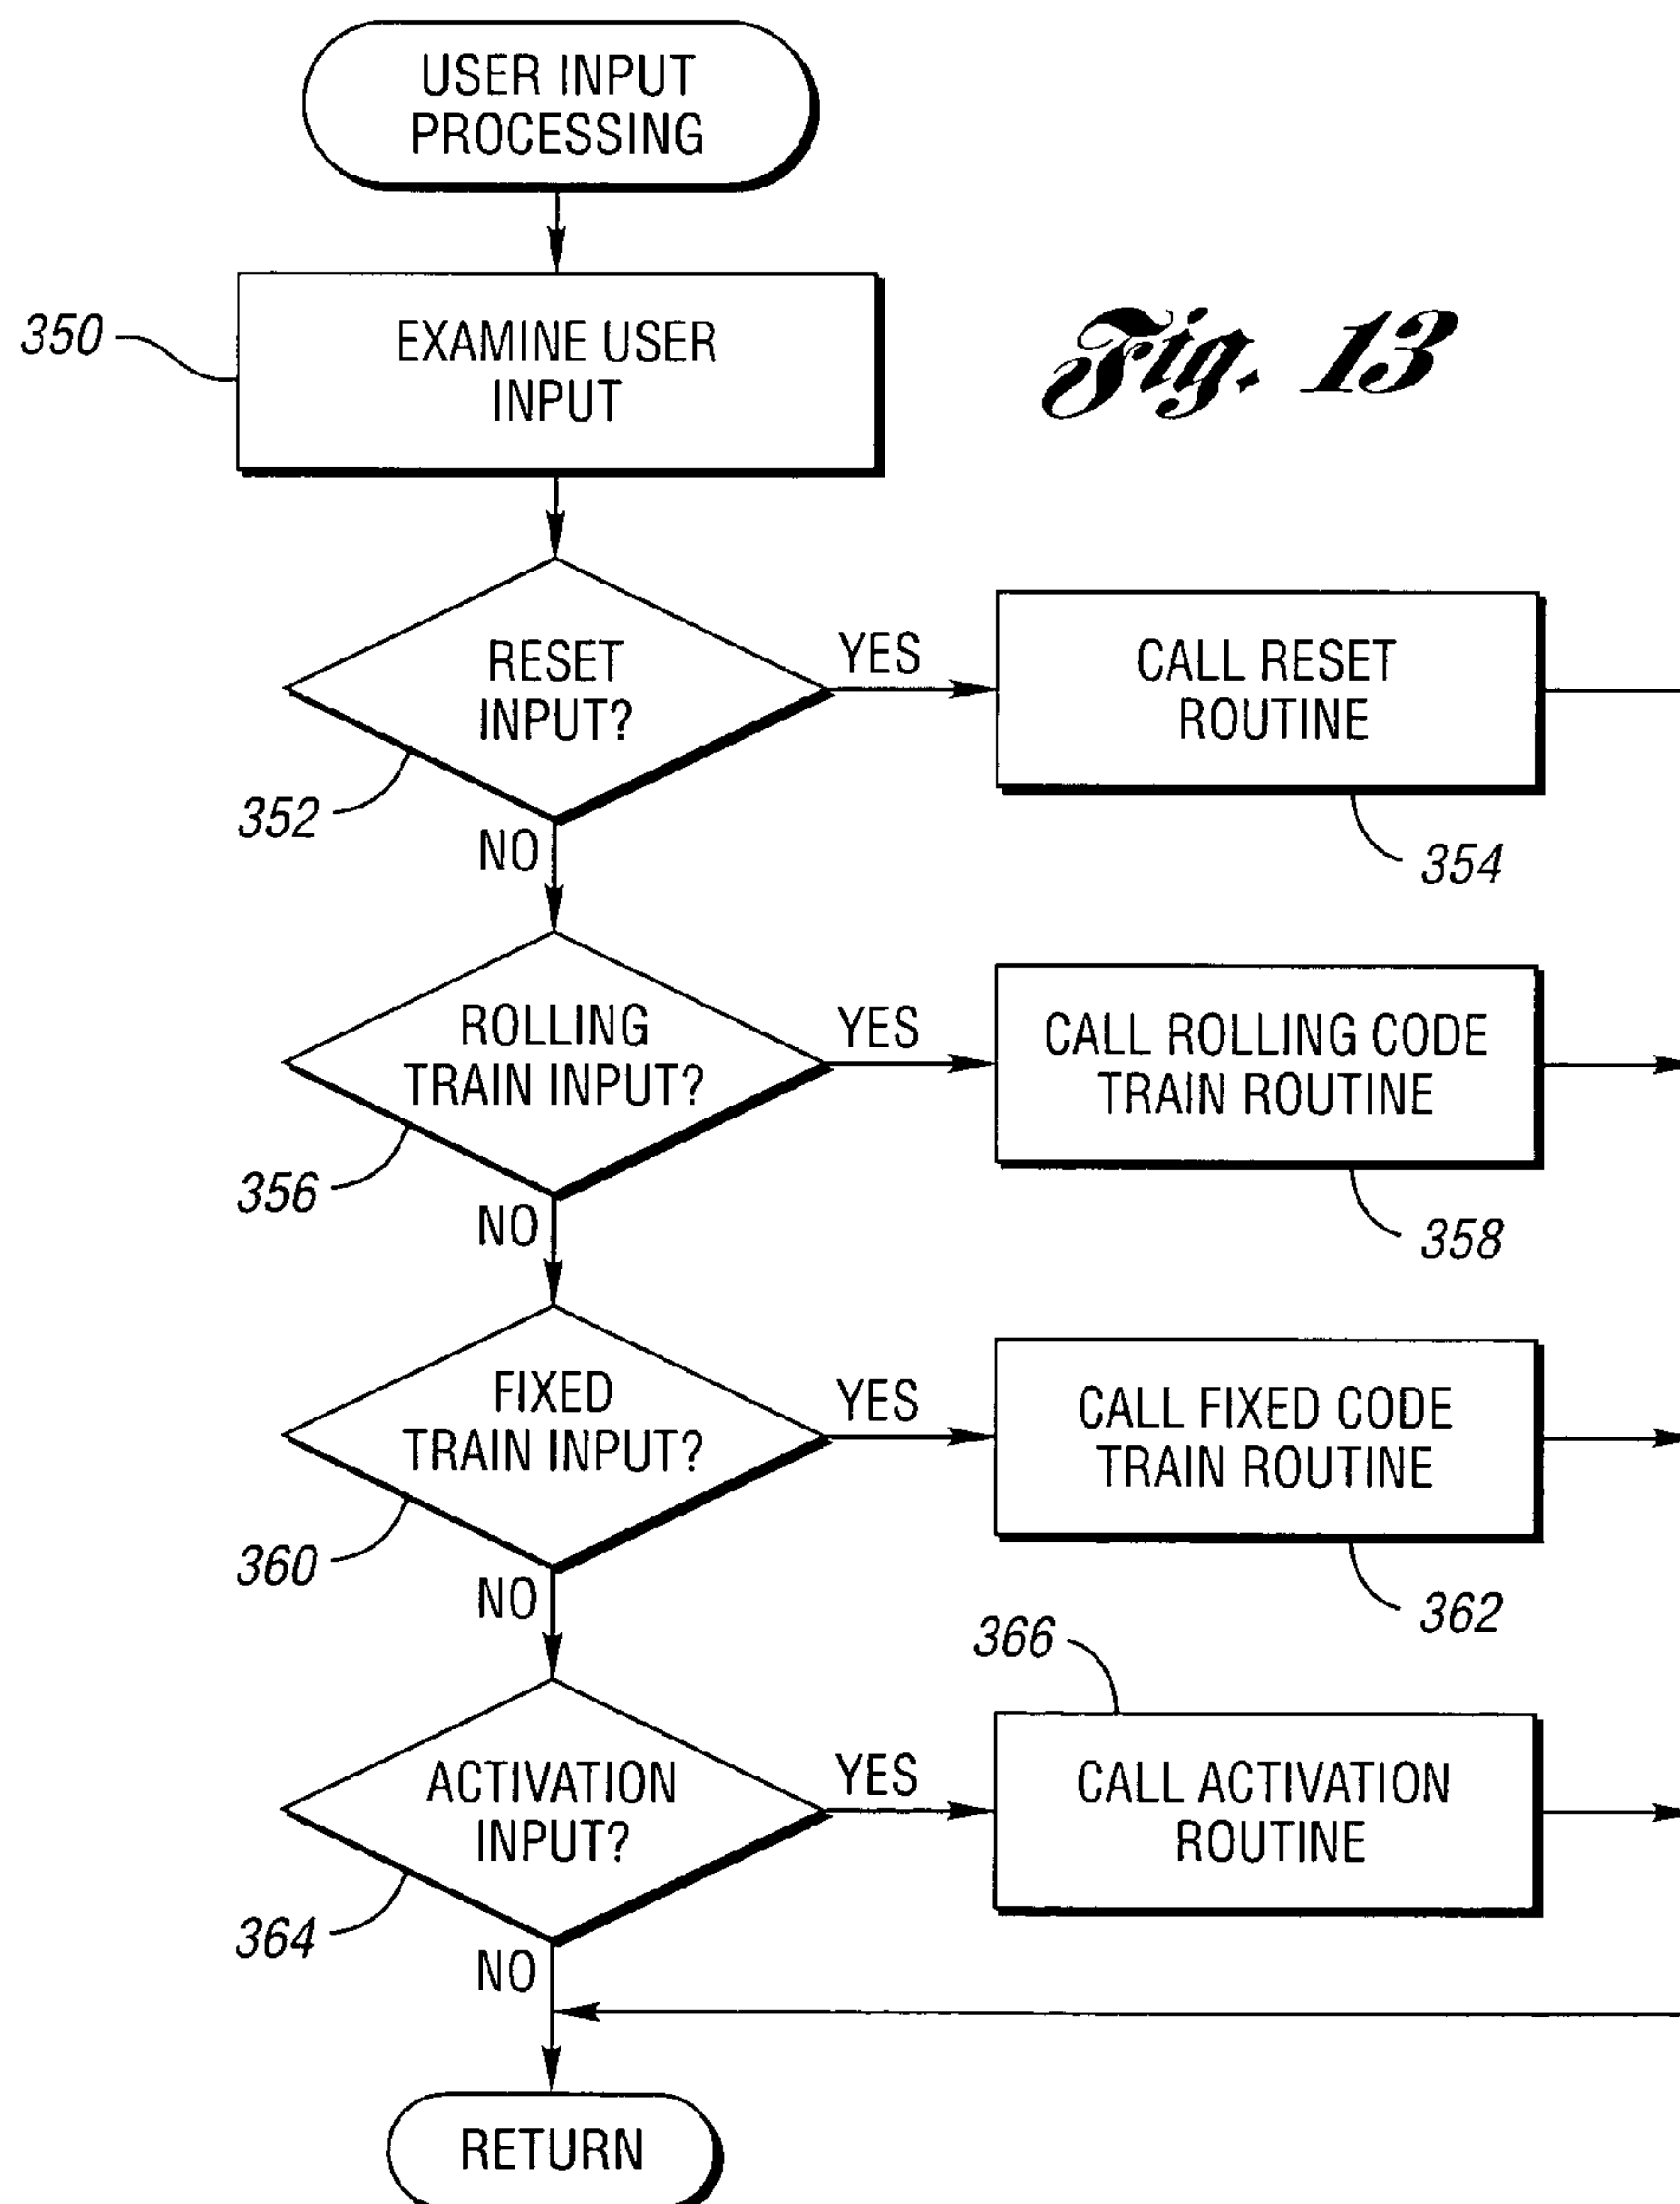 USER INPUT
PROCESSING
350
EXAMINE USER
INPUT
Fig. 13
RESET
INPUT?
352
YES
CALL RESET
ROUTINE
354
NO
ROLLING
TRAIN INPUT?
356
YES
CALL ROLLING CODE
TRAIN ROUTINE
358
NO
FIXED
TRAIN INPUT?
360
YES
CALL FIXED CODE
TRAIN ROUTINE
362
NO
ACTIVATION
INPUT?
364
YES
366
CALL ACTIVATION
ROUTINE
NO
RETURN